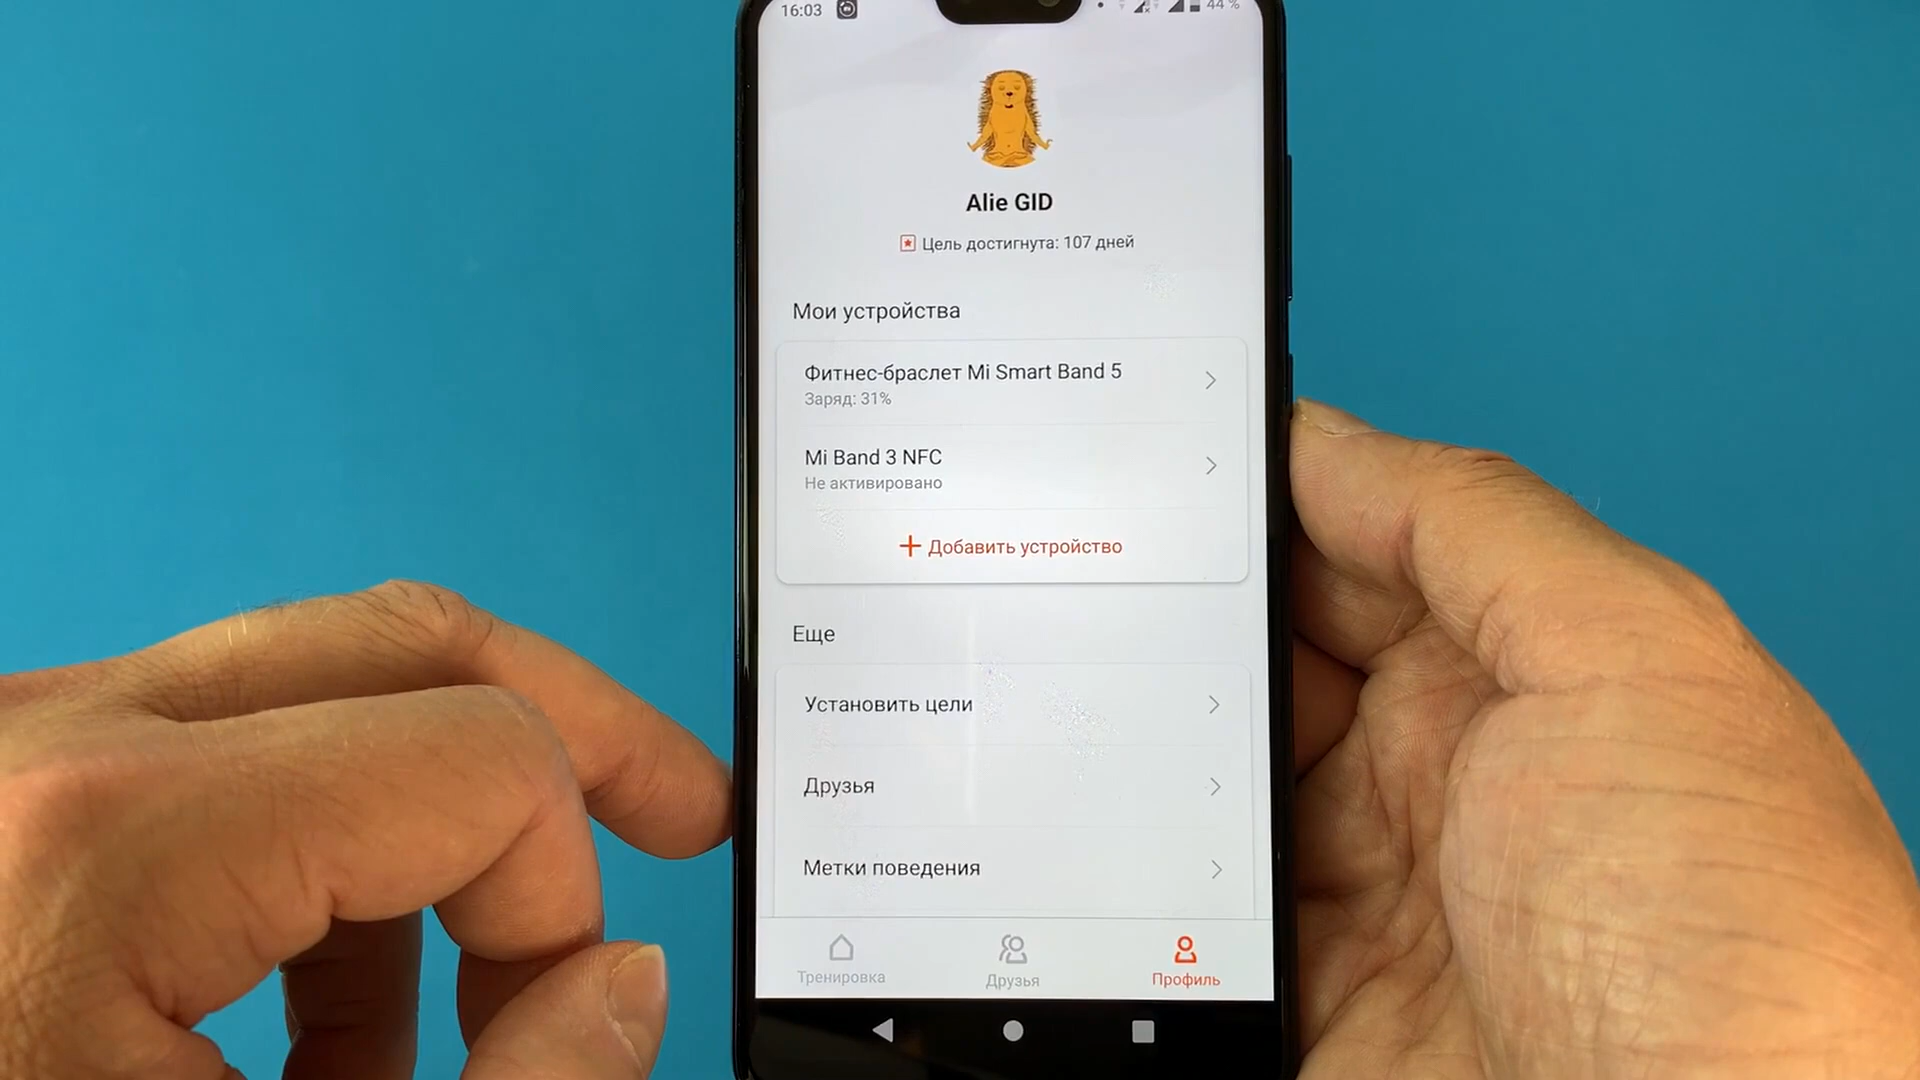 16:03
44 %
Alie GID
Цель достигнута: 107 дней
Мои устройства
Фитнес-браслет Mi Smart Band 5
Заряд: 31%
Mi Band 3 NFC
Не активировано
+ Добавить устройство
Еще
Установить цели
Друзья
Метки поведения
Тренировка
Друзья
Профиль